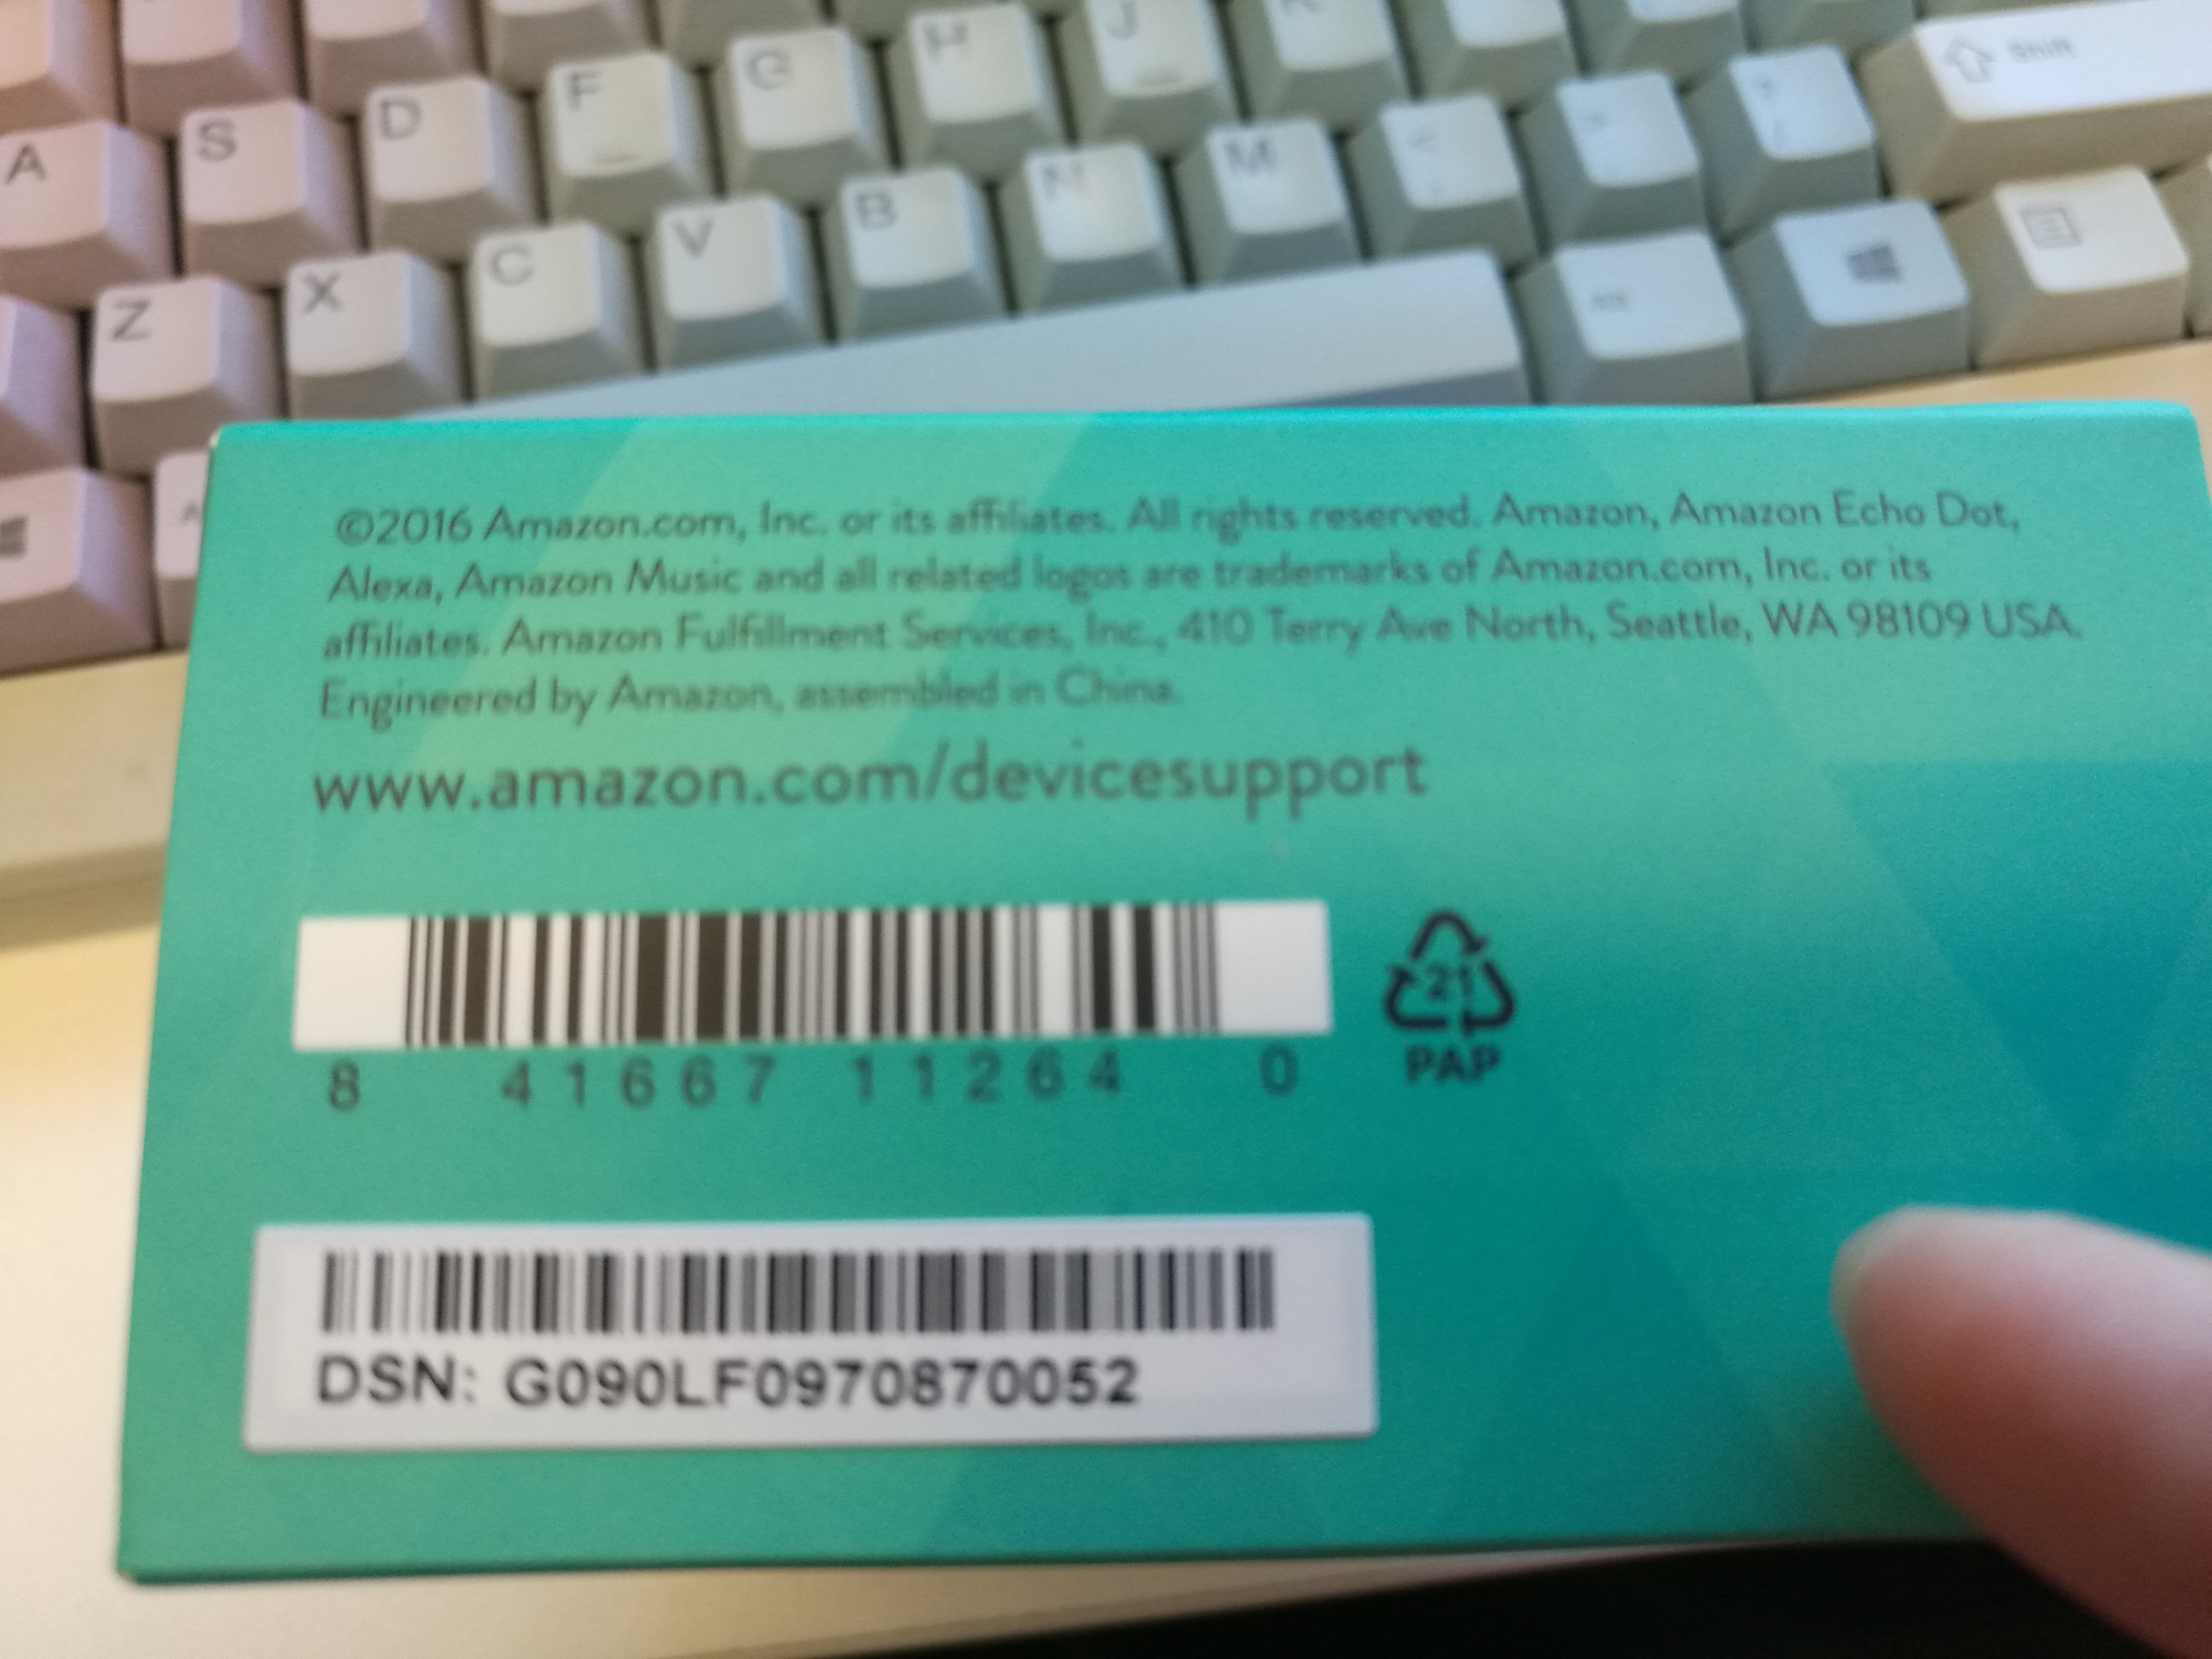 J
F
G
H
Shift
A
S
D
Z
X
C
V
B
N
M
©2016 Amazon.com, Inc. or its affiliates. All rights reserved. Amazon, Amazon Echo Dot,
Alexa, Amazon Music and all related logos are trademarks of Amazon.com, Inc. or its
affiliates. Amazon Fulfillment Services, Inc., 410 Terry Ave North, Seattle, WA 98109 USA.
Engineered by Amazon, assembled in China.
www.amazon.com/devicesupport
21
PAP
8 41667 11264 0
DSN: G090LF0970870052